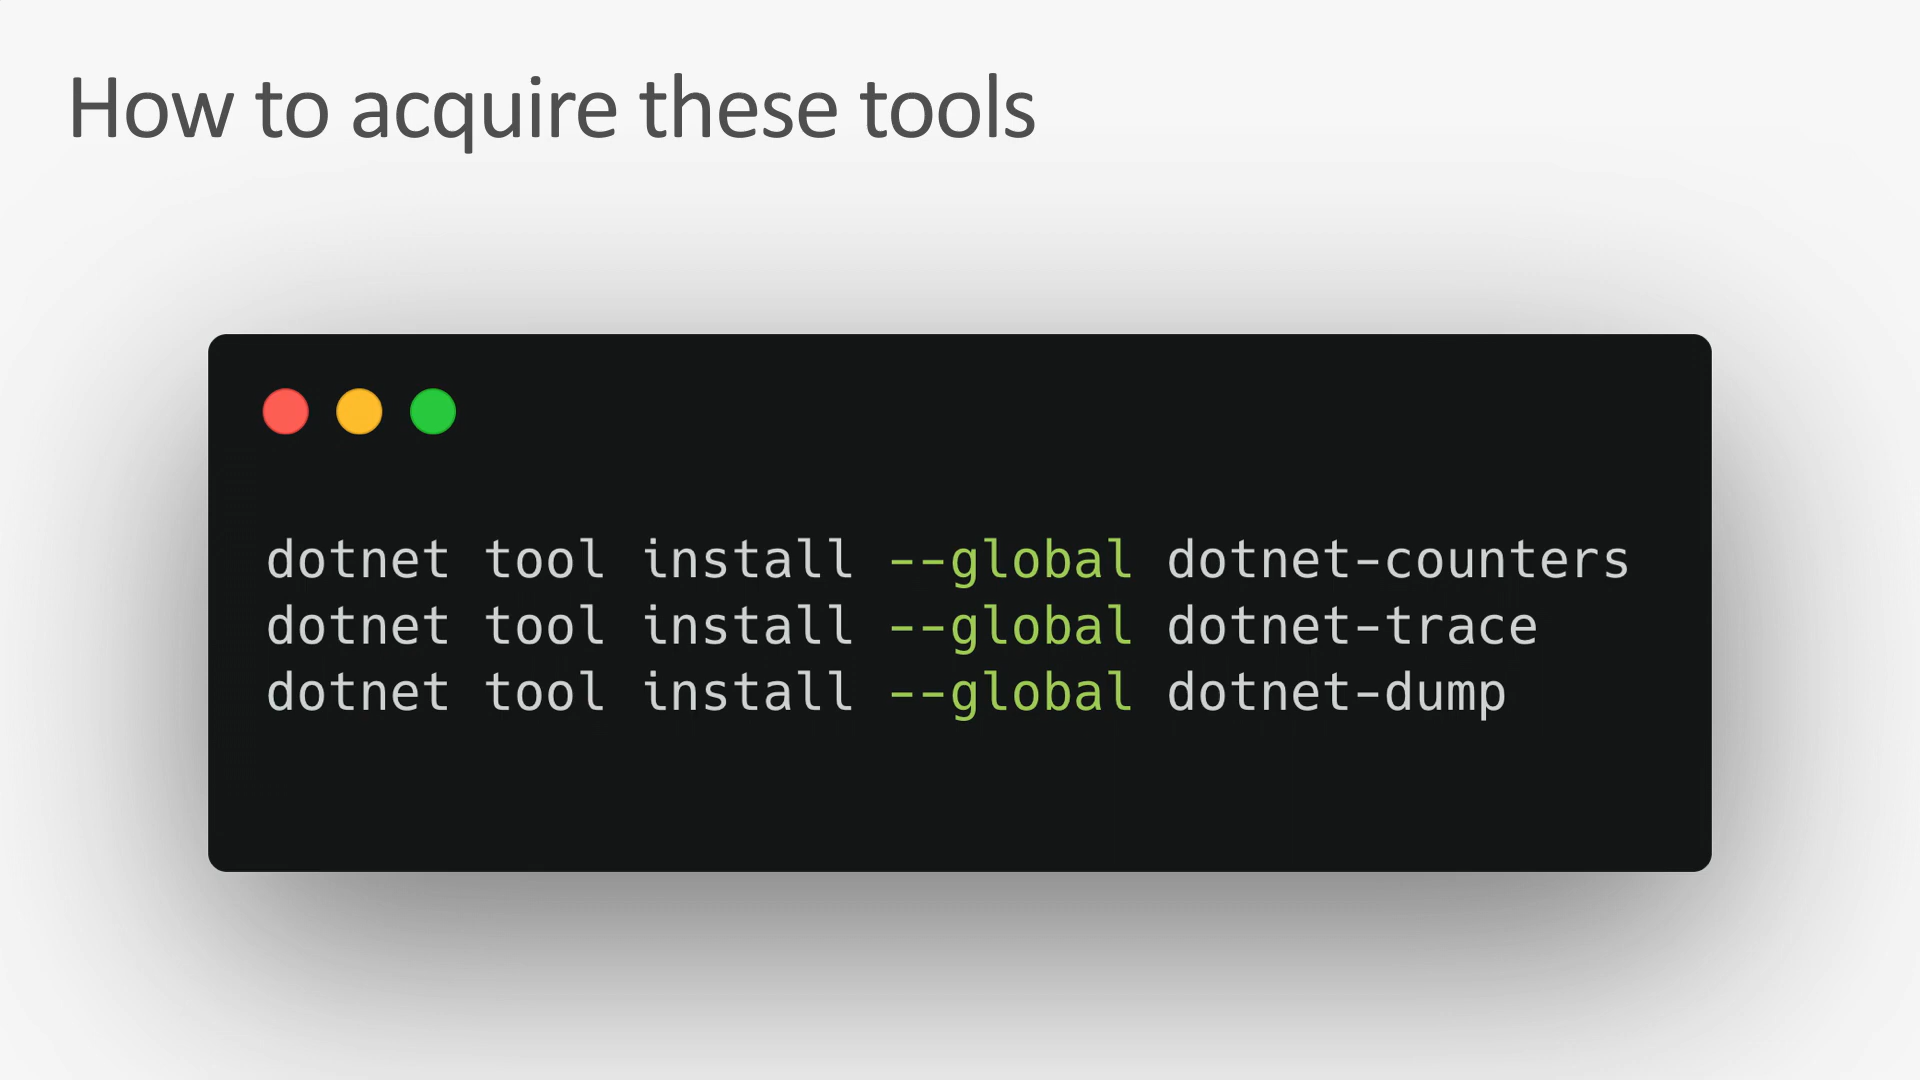 How to acquire these tools
dotnet tool install --global dotnet-counters
dotnet tool install --global dotnet-trace
dotnet tool install --global dotnet-dump